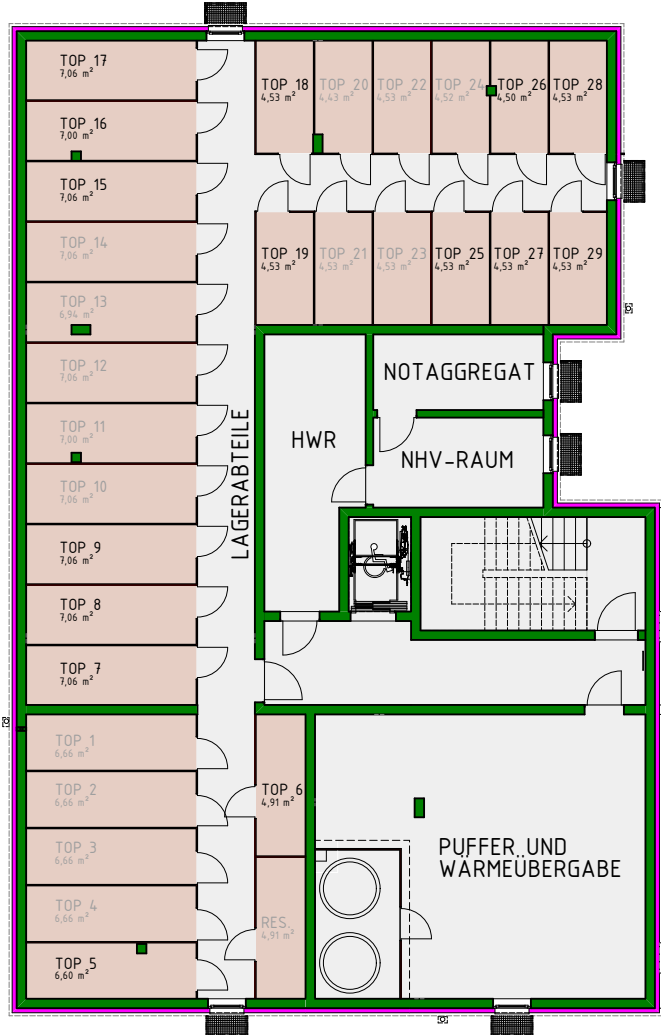 TOP 17
7,06 m²
TOP 16
7,00 m²
TOP 15
7,06 m²
TOP 14
7,06 m²
TOP 13
6,94 m²
TOP 12
7,06 m²
TOP 11
7,00 m²
TOP 10
7,06 m²
TOP 9
7,06 m²
TOP 8
7,06 m²
TOP 7
7,06 m²
TOP 1
6,66 m²
TOP 2
6,66 m²
TOP 3
6,66 m²
TOP 4
6,66 m²
TOP 5
6,60 m²
LAGERABTEILE
TOP 18
4,53 m²
TOP 20
4,43 m²
TOP 22
4,53 m²
TOP 24
4,52 m²
TOP 26
4,50 m²
TOP 28
4,53 m²
TOP 19
4,53 m²
TOP 21
4,53 m²
TOP 23
4,53 m²
TOP 25
4,53 m²
TOP 27
4,53 m²
TOP 29
4,53 m²
HWR
NOTAGGREGAT
NHV-RAUM
TOP 6
4,91 m²
RES.
4,91 m²
PUFFER UND
WÄRMEÜBERGABE